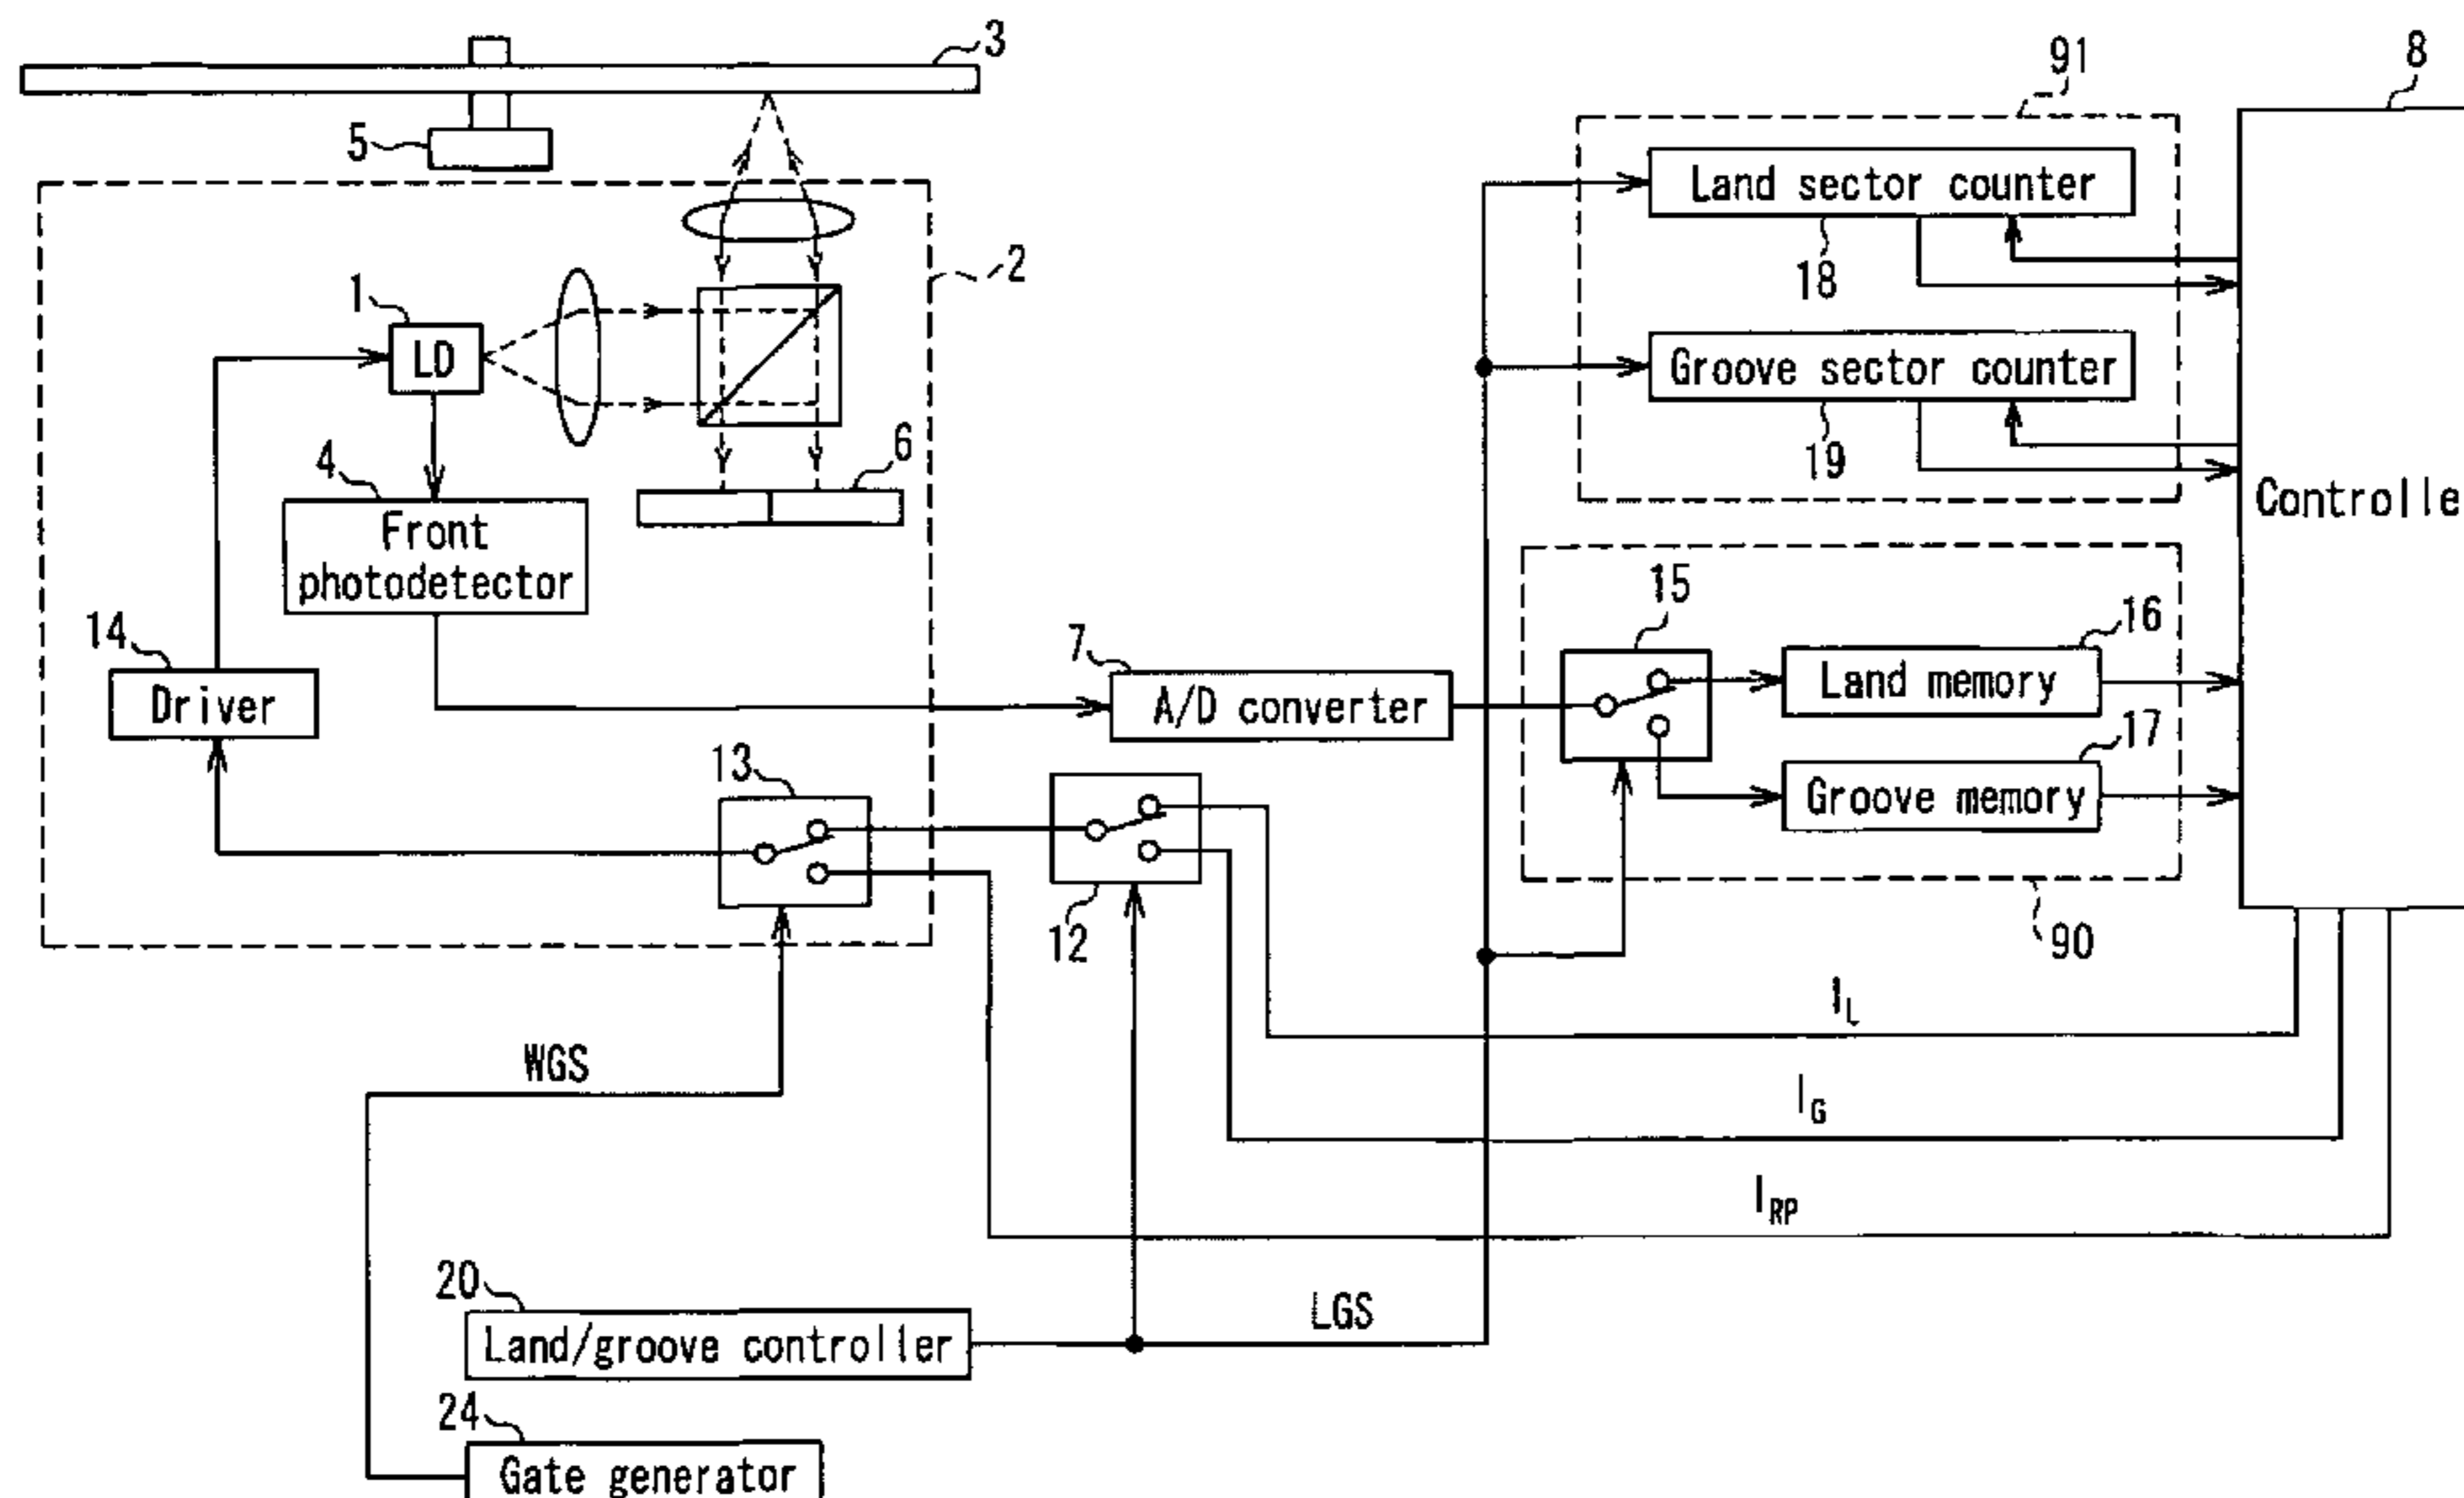 3
91
8
5
Land sector counter
2
18
1
LD
Groove sector counter
6
4
19
Controlle
Front
photodetector
15
16
14
7
Land memory
Driver
A/D converter
17
13
Groove memory
12
90
I_L
WGS
I_G
I_RP
20
LGS
Land/groove controller
24
Gate generator